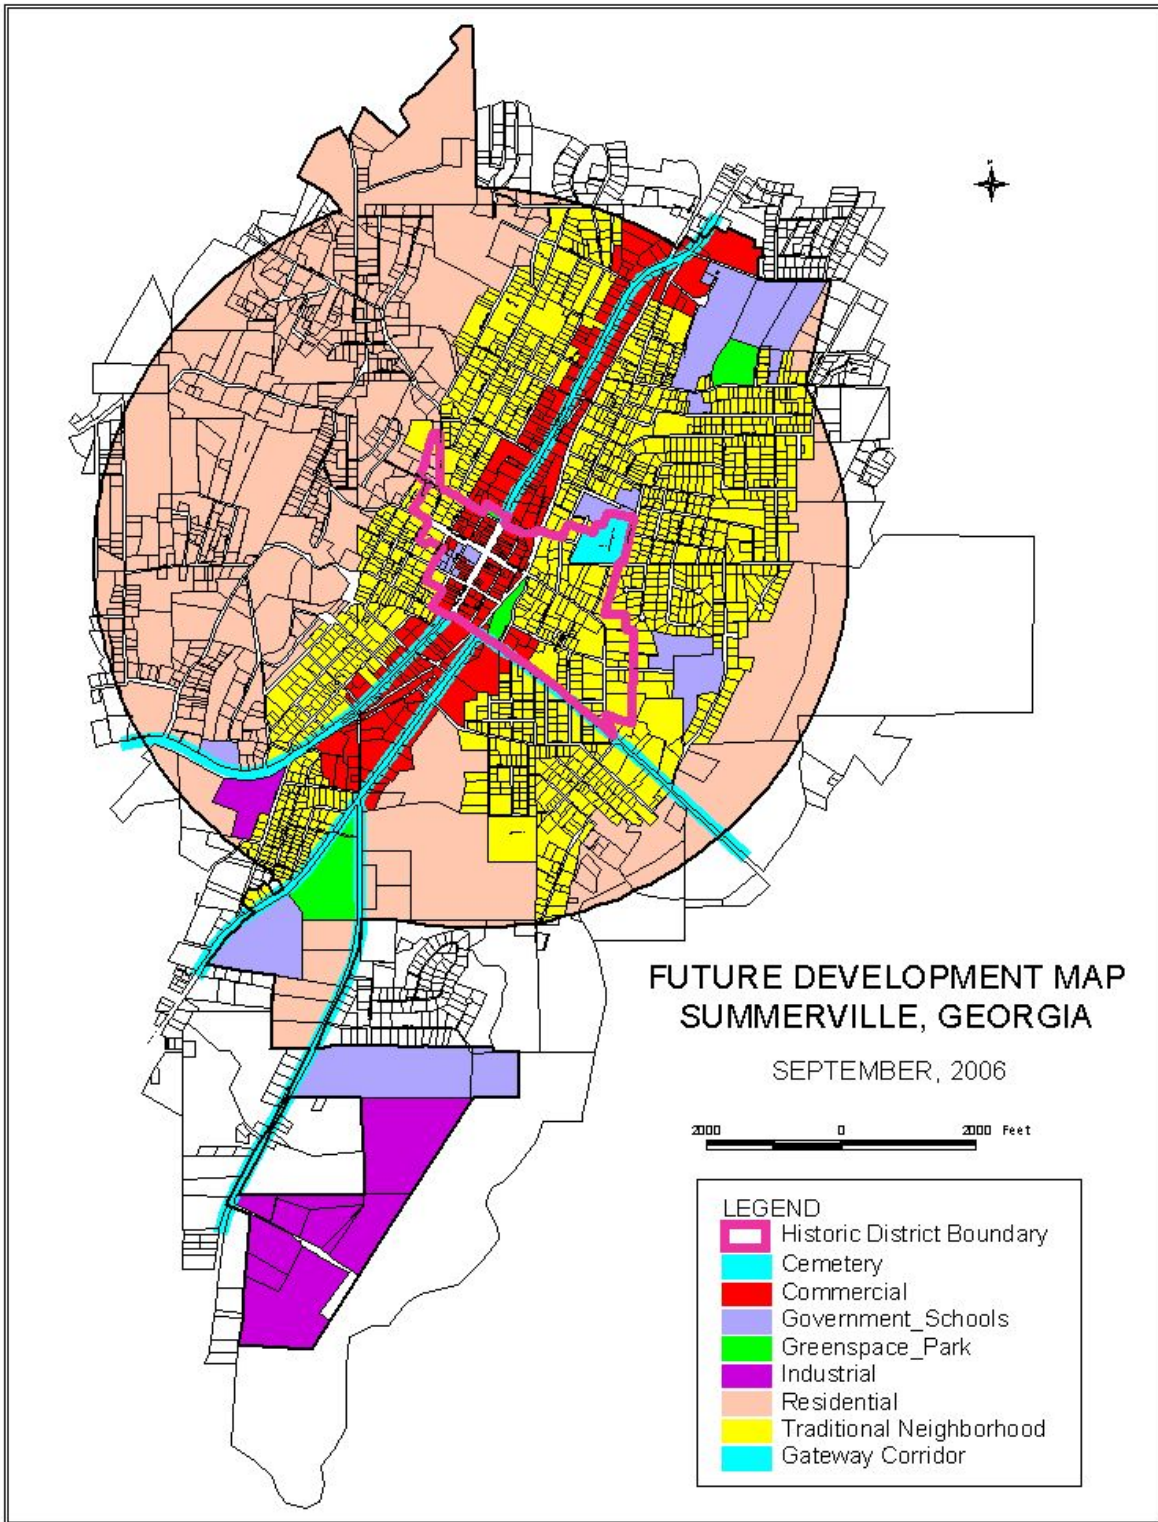 FUTURE DEVELOPMENT MAP
SUMMERVILLE, GEORGIA
SEPTEMBER, 2006
2000 0 2000 Feet
LEGEND
Historic District Boundary
Cemetery
Commercial
Government_Schools
Greenspace_Park
Industrial
Residential
Traditional Neighborhood
Gateway Corridor